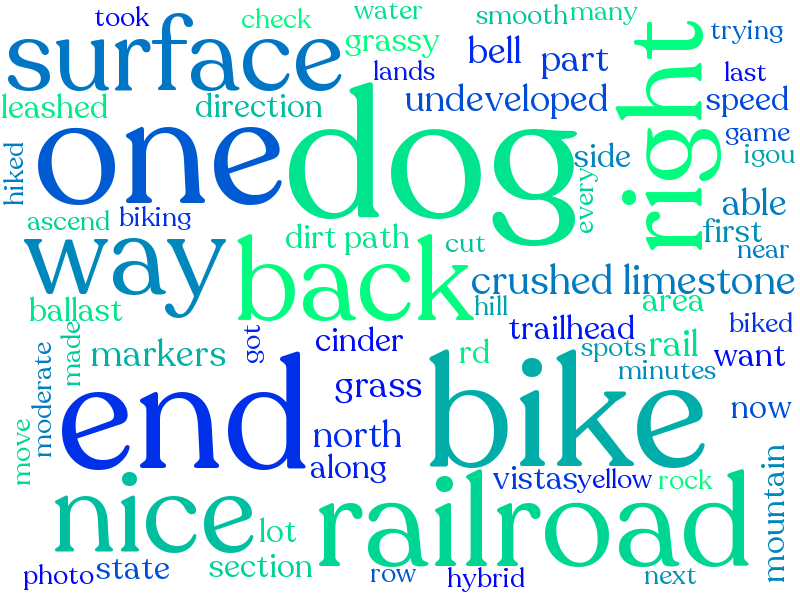 took
check
water
smooth
many
surface
grassy
bell
part
right
trying
lands
last
leashed
direction
undeveloped
speed
one
dog
game
side
igou
hiked
every
able
ascend
biking
dirt path
cut
first
way
back
near
crushed limestone
ballast
hill
area
made
got
cinder
trailhead
biked
markers
rd
spots
rail
want
moderate
end
grass
bike
minutes
north
now
move
along
nice
railroad
vistas
yellow
rock
mountain
lot
photo
state
section
row
hybrid
next